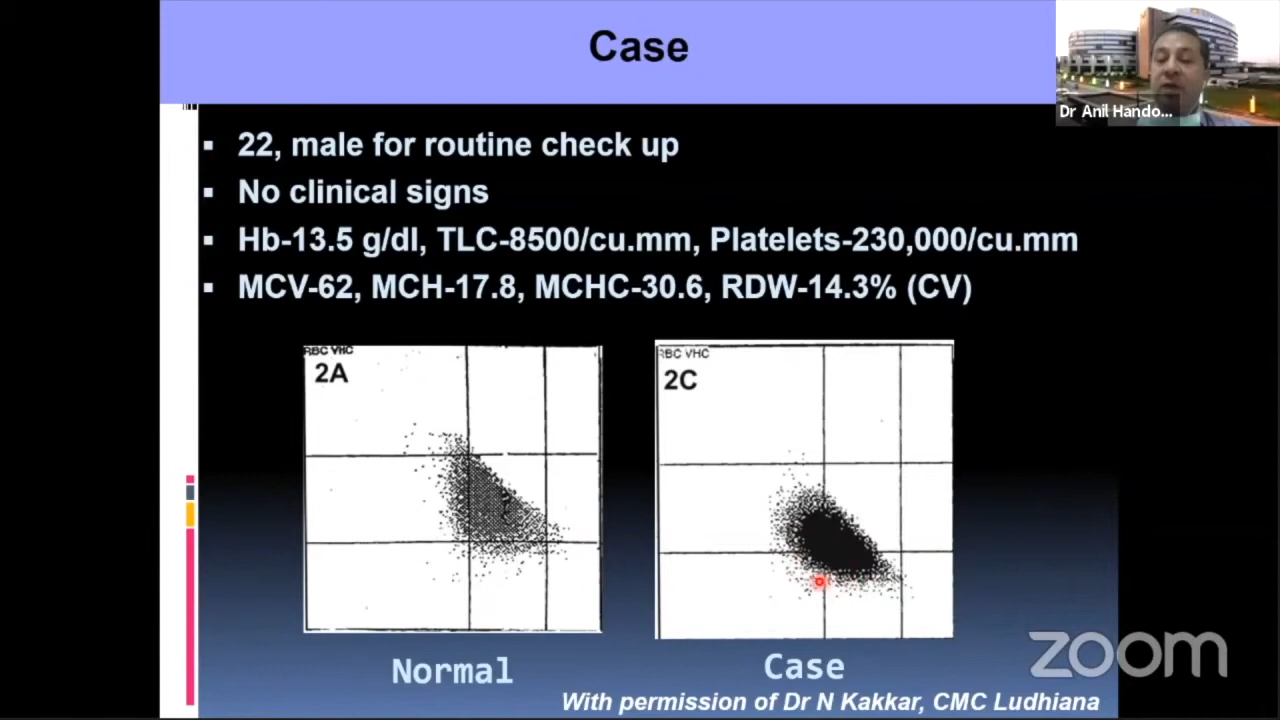 Case
Dr Anil Hando...
22, male for routine check up
No clinical signs
Hb-13.5 g/dl, TLC-8500/cu.mm, Platelets-230,000/cu.mm
MCV-62, MCH-17.8, MCHC-30.6, RDW-14.3% (CV)
RBC VHC
2A
RBC VHC
2C
Normal
Case
zoom
With permission of Dr N Kakkar, CMC Ludhiana